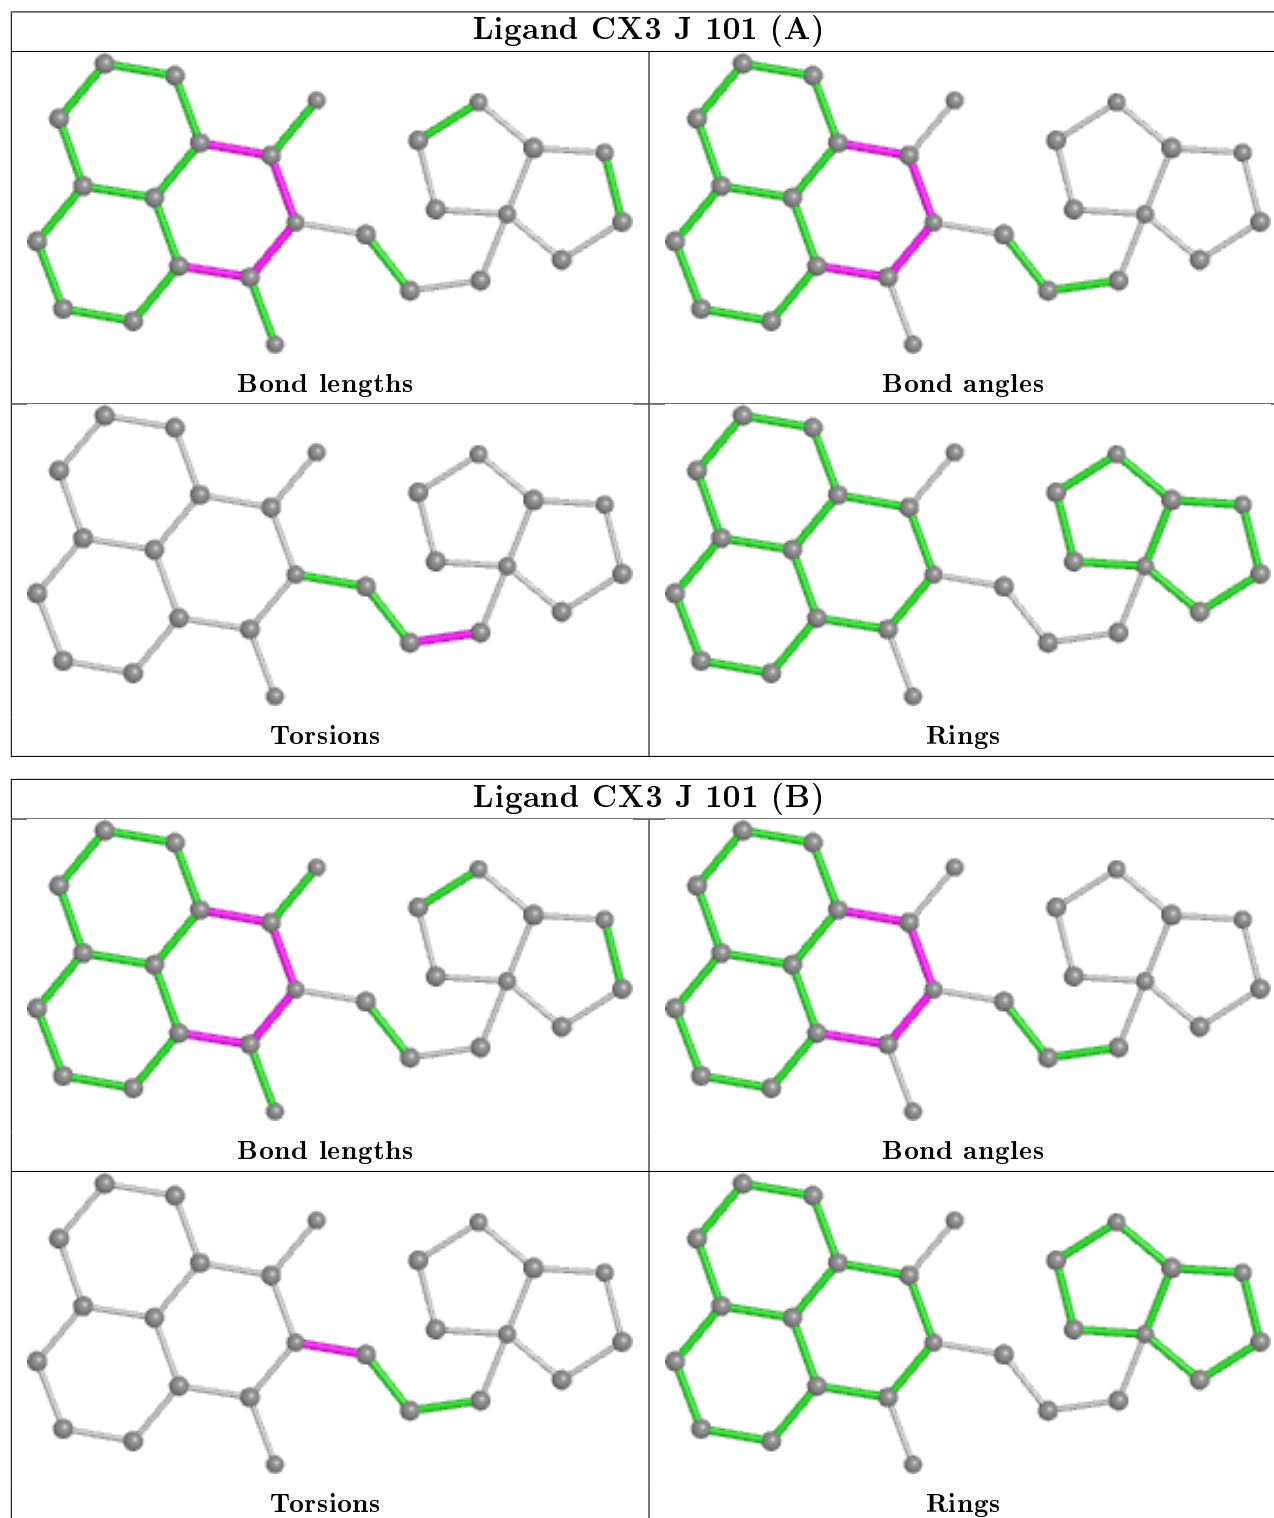 Ligand CX3 J 101 (A)
Bond lengths
Bond angles
Torsions
Rings
Ligand CX3 J 101 (B)
Bond lengths
Bond angles
Torsions
Rings